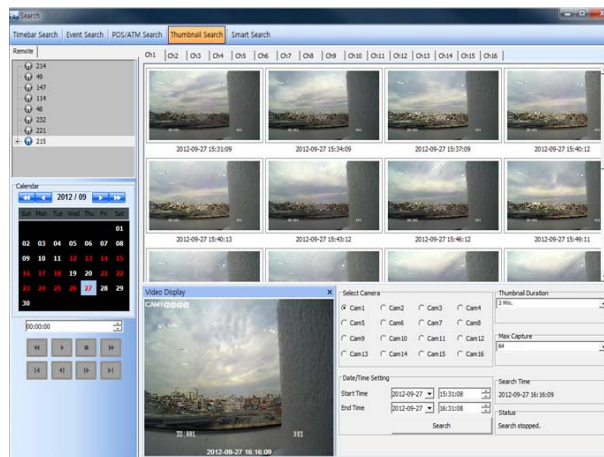 Search
Timebar Search Event Search POS/ATM Search Thumbnail Search Smart Search
Remote
214
49
147
114
48
232
221
215
Ch1 Ch2 Ch3 Ch4 Ch5 Ch6 Ch7 Ch8 Ch9 Ch10 Ch11 Ch12 Ch13 Ch14 Ch15 Ch16
2012-09-27 15:31:09 2012-09-27 15:34:09 2012-09-27 15:37:09 2012-09-27 15:40:12
2012-09-27 15:40:13 2012-09-27 15:43:12 2012-09-27 15:46:12 2012-09-27 15:49:11
Calendar
2012 / 09
Sun Mon Tue Wed Thu Fri Sat
01
02 03 04 05 06 07 08
09 10 11 12 13 14 15
16 17 18 19 20 21 22
23 24 25 26 27 28 29
30
00:00:00
Video Display
CAM1
ID:001 X01
2012-09-27 16:16:09
Select Camera
Cam1 Cam2 Cam3 Cam4
Cam5 Cam6 Cam7 Cam8
Cam9 Cam10 Cam11 Cam12
Cam13 Cam14 Cam15 Cam16
Date/Time Setting
Start Time 2012-09-27 15:31:08
End Time 2012-09-27 16:31:08
Search
Thumbnail Duration
3 Min.
Max Capture
64
Search Time
2012-09-27 16:16:09
Status
Search stopped.